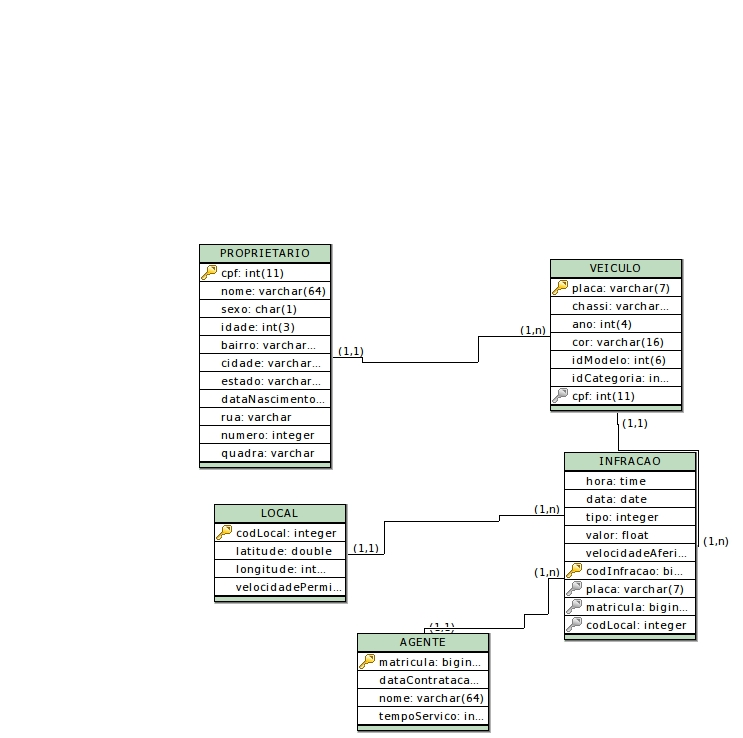 PROPRIETARIO
cpf: int(11)
nome: varchar(64)
sexo: char(1)
idade: int(3)
bairro: varchar...
cidade: varchar...
estado: varchar...
dataNascimento...
rua: varchar
numero: integer
quadra: varchar
(1,1)
(1,n)
VEICULO
placa: varchar(7)
chassi: varchar...
ano: int(4)
cor: varchar(16)
idModelo: int(6)
idCategoria: in...
cpf: int(11)
(1,1)
INFRACAO
hora: time
data: date
tipo: integer
valor: float
velocidadeAferi...
codInfracao: bi...
placa: varchar(7)
matricula: bigin...
codLocal: integer
(1,n)
(1,n)
(1,n)
LOCAL
codLocal: integer
latitude: double
longitude: int...
velocidadePermi...
(1,1)
(1,1)
AGENTE
matricula: bigin...
dataContrataca...
nome: varchar(64)
tempoServico: in...